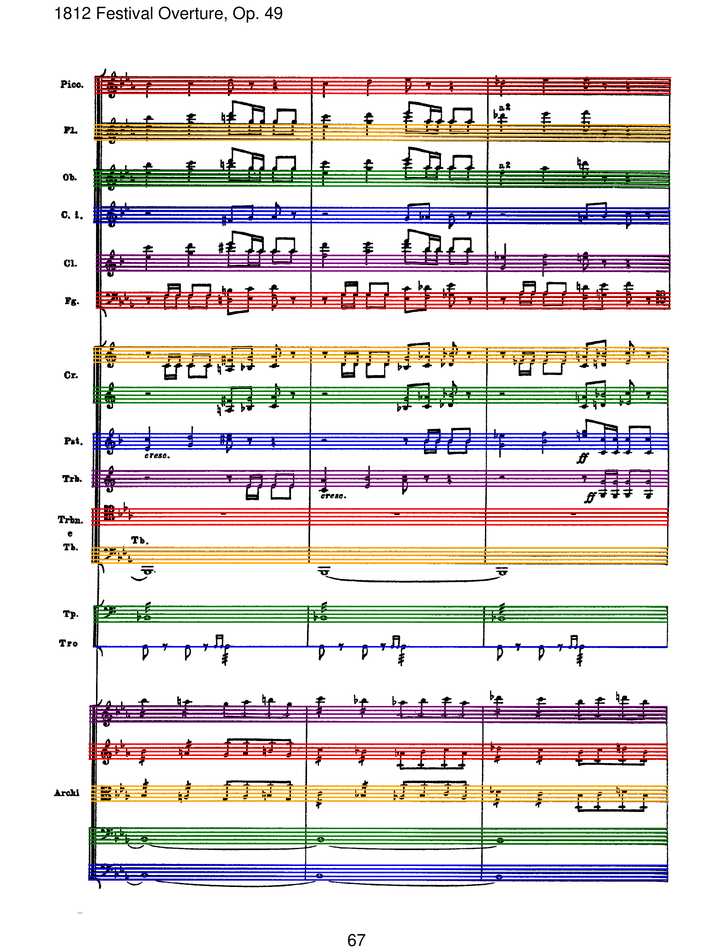 1812 Festival Overture, Op. 49
Picc.
Fl.
n.2
Ob.
n.2
C. i.
Cl.
Fg.
Cr.
Pst.
cresc.
ff
Trb.
cresc.
ff
Trbn.
e
Tb.
Tb.
Tp.
Tro
Archi
67